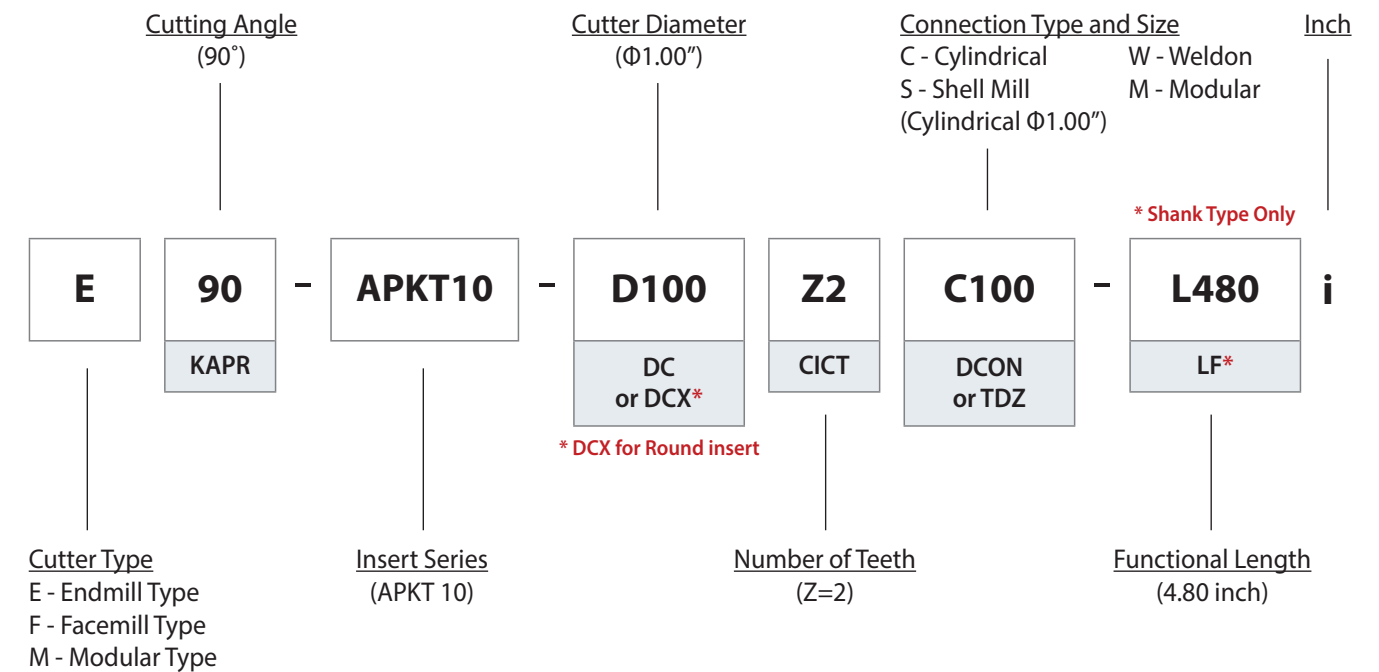 Cutting Angle
(90˚)
Cutter Diameter
(Φ1.00”)
Connection Type and Size
C - Cylindrical
W - Weldon
S - Shell Mill
M - Modular
(Cylindrical Φ1.00”)
Inch
* Shank Type Only
E 90 - APKT10 - D100 Z2 C100 - L480 i
KAPR
DC
or DCX*
CICT
DCON
or TDZ
LF*
* DCX for Round insert
Cutter Type
E - Endmill Type
F - Facemill Type
M - Modular Type
Insert Series
(APKT 10)
Number of Teeth
(Z=2)
Functional Length
(4.80 inch)